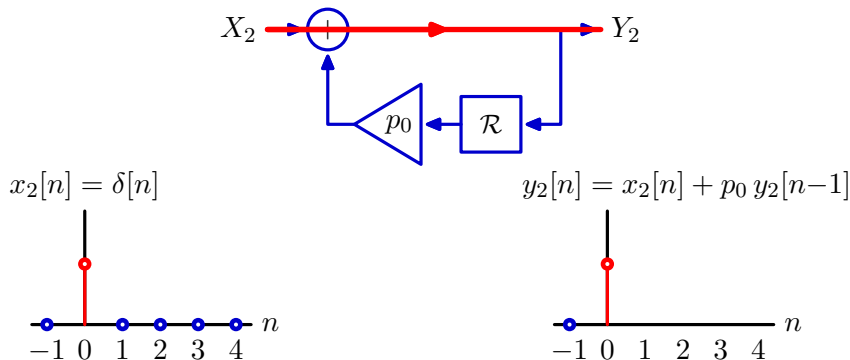 X₂ + Y₂
p₀ ℛ
x₂[n] = δ[n] y₂[n] = x₂[n] + p₀ y₂[n−1]
n n
−1 0 1 2 3 4 −1 0 1 2 3 4